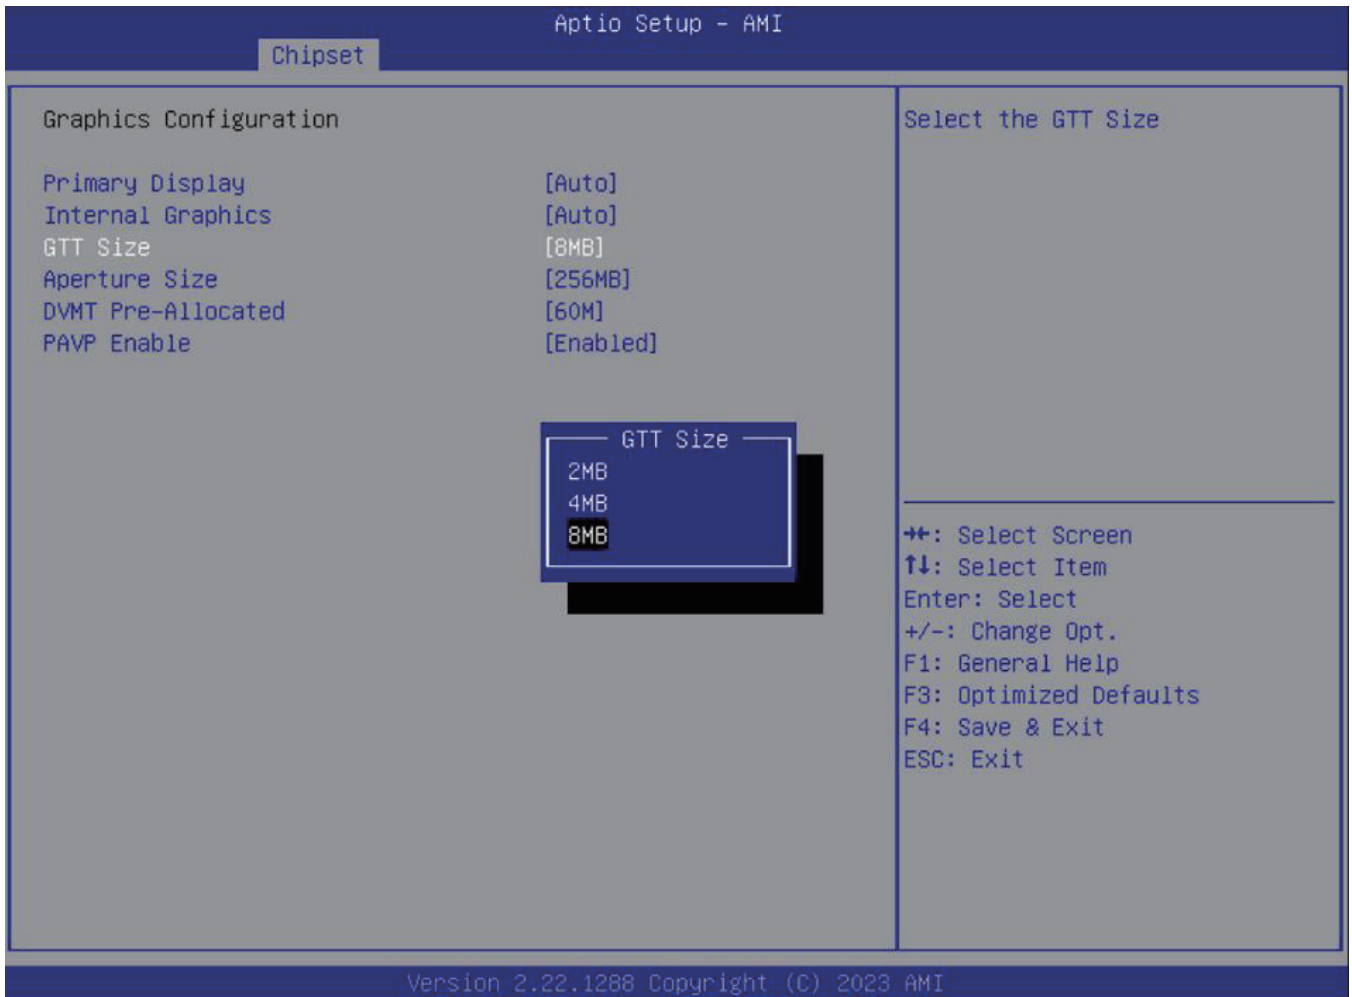 Aptio Setup – AMI
Chipset
Graphics Configuration
Primary Display [Auto]
Internal Graphics [Auto]
GTT Size [8MB]
Aperture Size [256MB]
DVMT Pre-Allocated [60M]
PAVP Enable [Enabled]
GTT Size
2MB
4MB
8MB
Select the GTT Size
→←: Select Screen
↑↓: Select Item
Enter: Select
+/-: Change Opt.
F1: General Help
F3: Optimized Defaults
F4: Save & Exit
ESC: Exit
Version 2.22.1288 Copyright (C) 2023 AMI